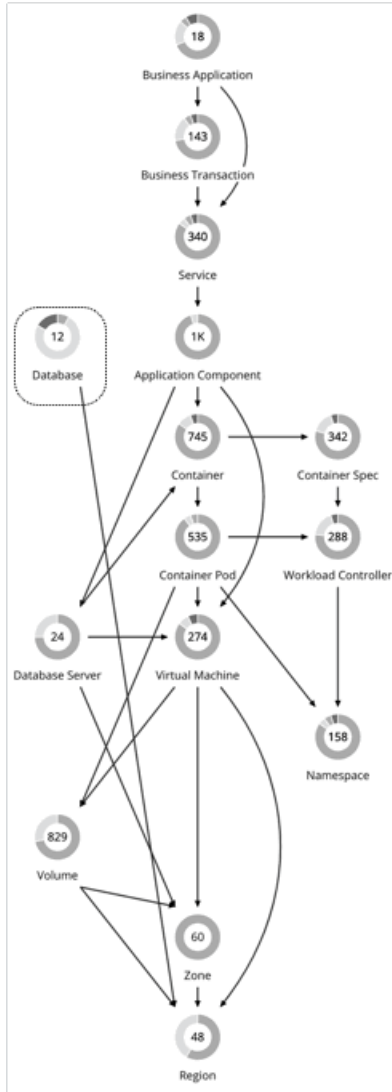 18
Business Application
143
Business Transaction
340
Service
12
Database
1K
Application Component
745
Container
342
Container Spec
535
Container Pod
288
Workload Controller
24
Database Server
274
Virtual Machine
158
Namespace
829
Volume
60
Zone
48
Region